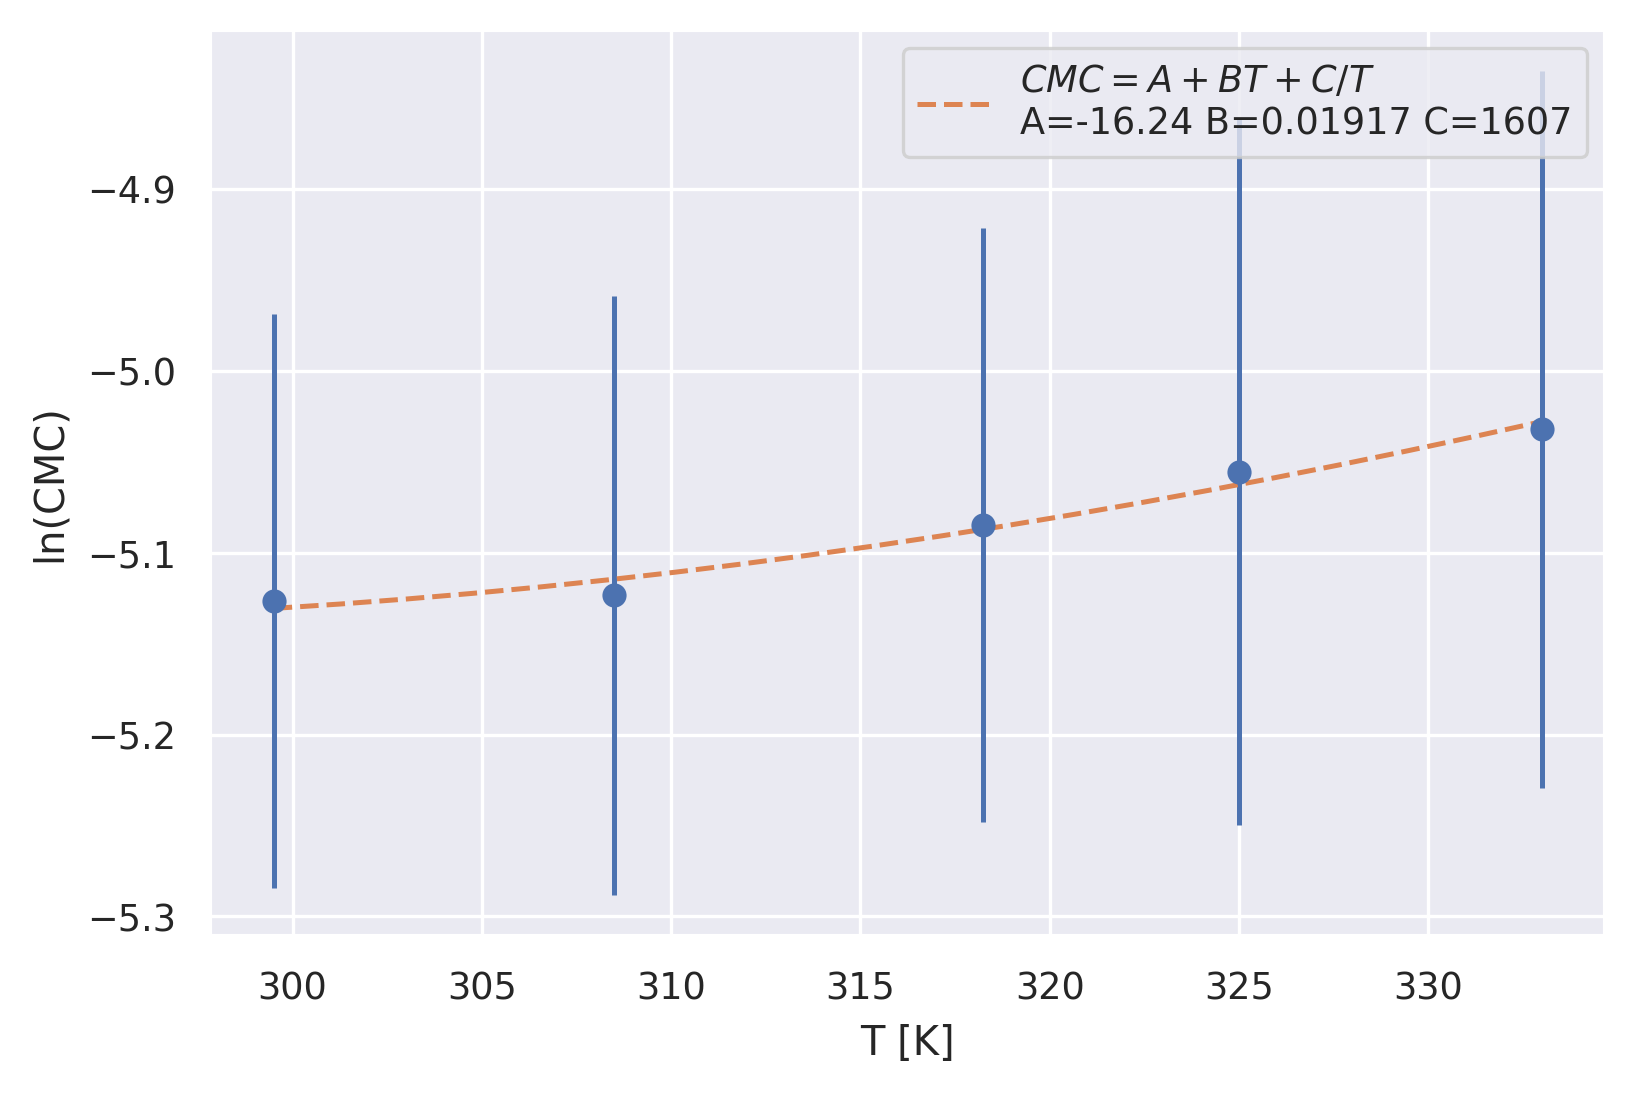 CMC = A + BT + C/T
A=-16.24 B=0.01917 C=1607
−4.9
−5.0
−5.1
−5.2
−5.3
ln(CMC)
300 305 310 315 320 325 330
T [K]